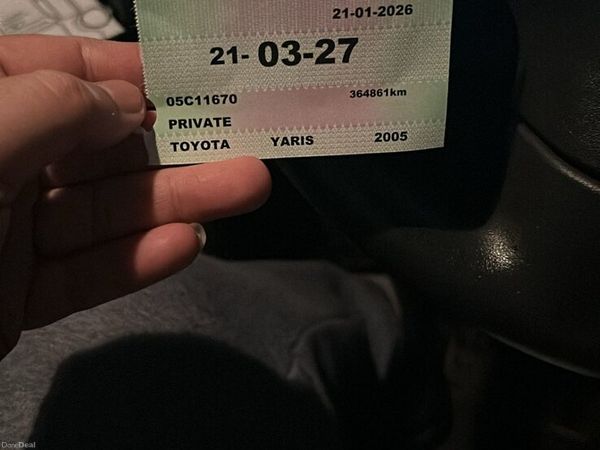 21-01-2026
21- 03-27
05C11670 364861km
PRIVATE
TOYOTA YARIS 2005
DoneDeal